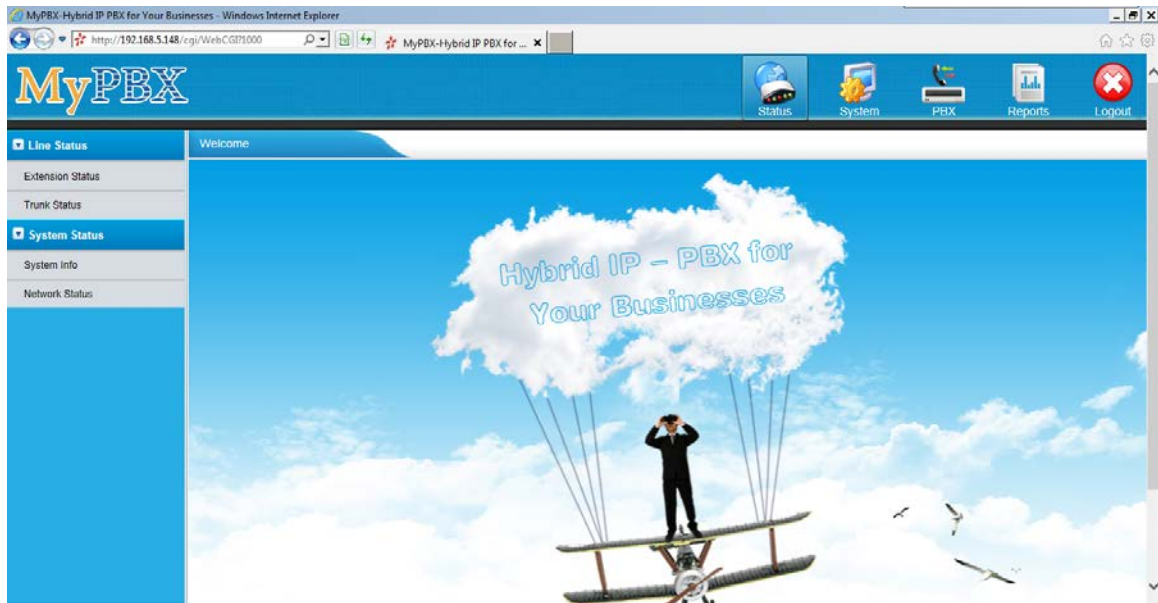 MyPBX-Hybrid IP PBX for Your Businesses - Windows Internet Explorer
http://192.168.5.148/cgi/WebCGI?1000
MyPBX-Hybrid IP PBX for ...
MyPBX
Status
System
PBX
Reports
Logout
Line Status
Welcome
Extension Status
Trunk Status
System Status
System Info
Network Status
Hybrid IP – PBX for
Your Businesses